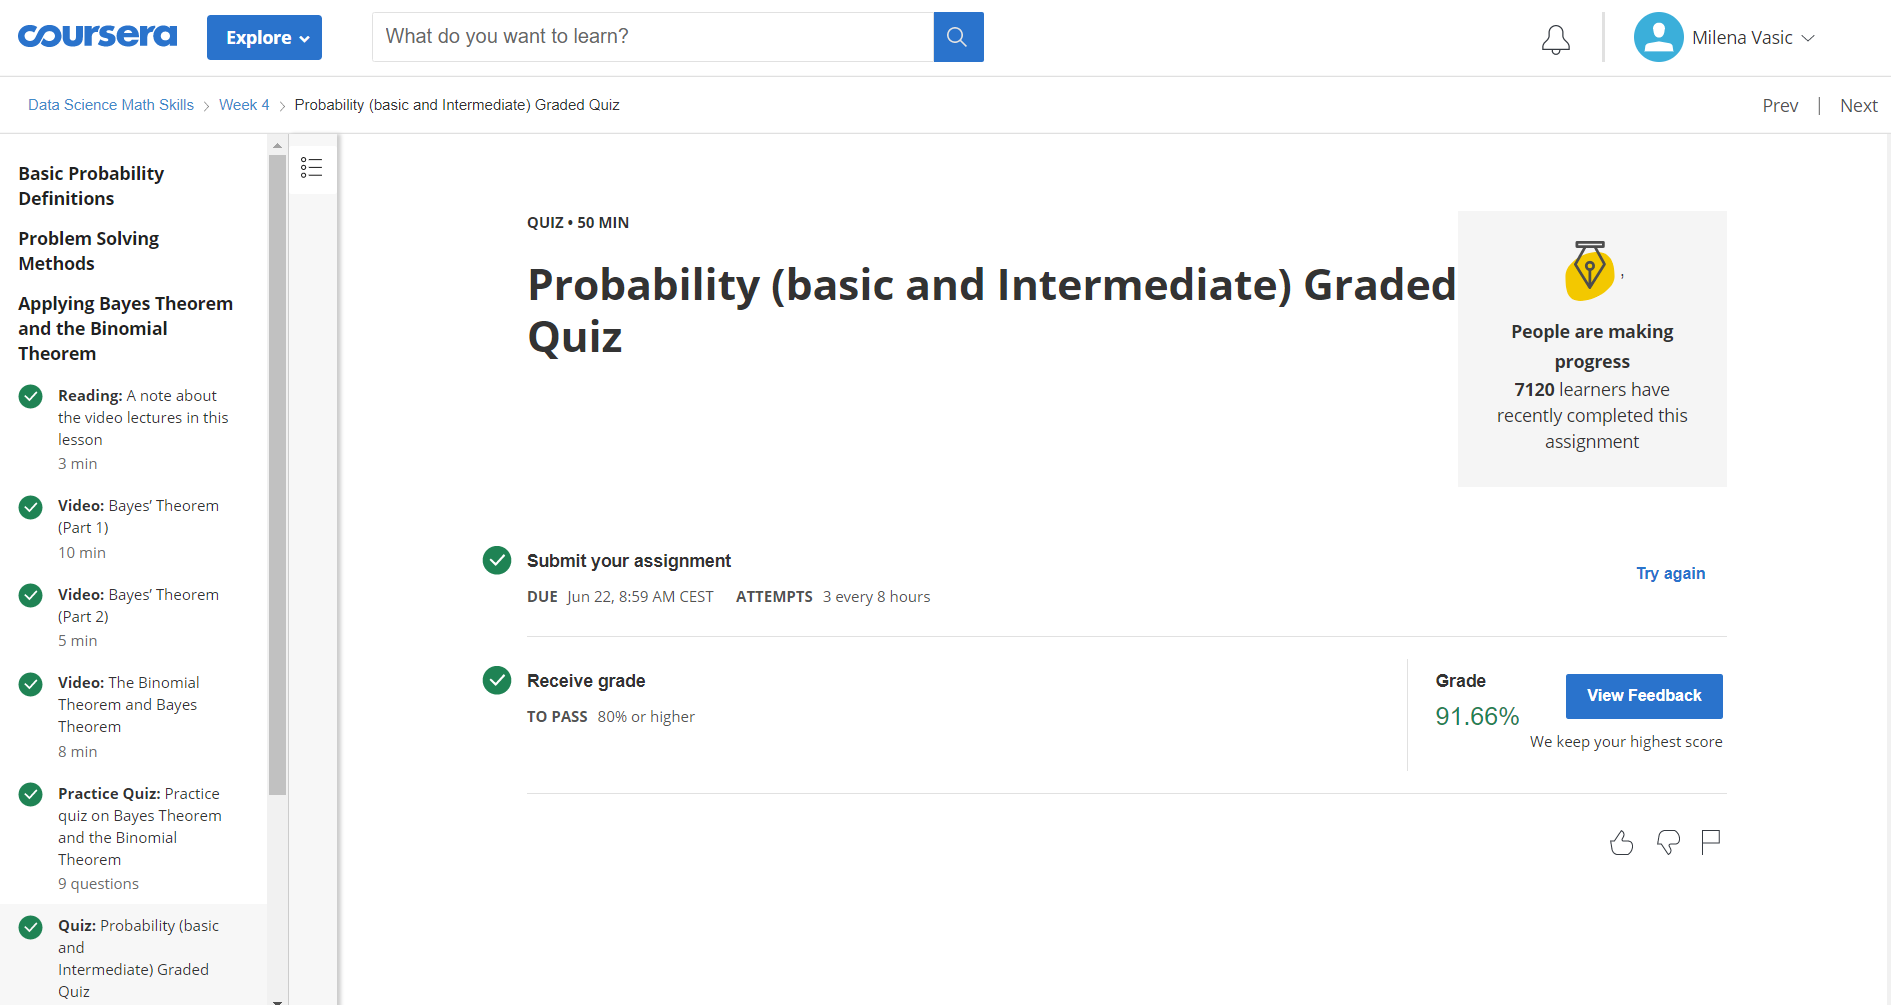 coursera
Explore
What do you want to learn?
Milena Vasic
Data Science Math Skills
Week 4
Probability (basic and Intermediate) Graded Quiz
Prev | Next
Basic Probability
Definitions
Problem Solving
Methods
Applying Bayes Theorem
and the Binomial
Theorem
Reading: A note about
the video lectures in this
lesson
3 min
Video: Bayes’ Theorem
(Part 1)
10 min
Video: Bayes’ Theorem
(Part 2)
5 min
Video: The Binomial
Theorem and Bayes
Theorem
8 min
Practice Quiz: Practice
quiz on Bayes Theorem
and the Binomial
Theorem
9 questions
Quiz: Probability (basic
and
Intermediate) Graded
Quiz
QUIZ • 50 MIN
Probability (basic and Intermediate) Graded
Quiz
,
People are making
progress
7120 learners have
recently completed this
assignment
Submit your assignment
DUE Jun 22, 8:59 AM CEST ATTEMPTS 3 every 8 hours
Try again
Receive grade
TO PASS 80% or higher
Grade
91.66%
View Feedback
We keep your highest score